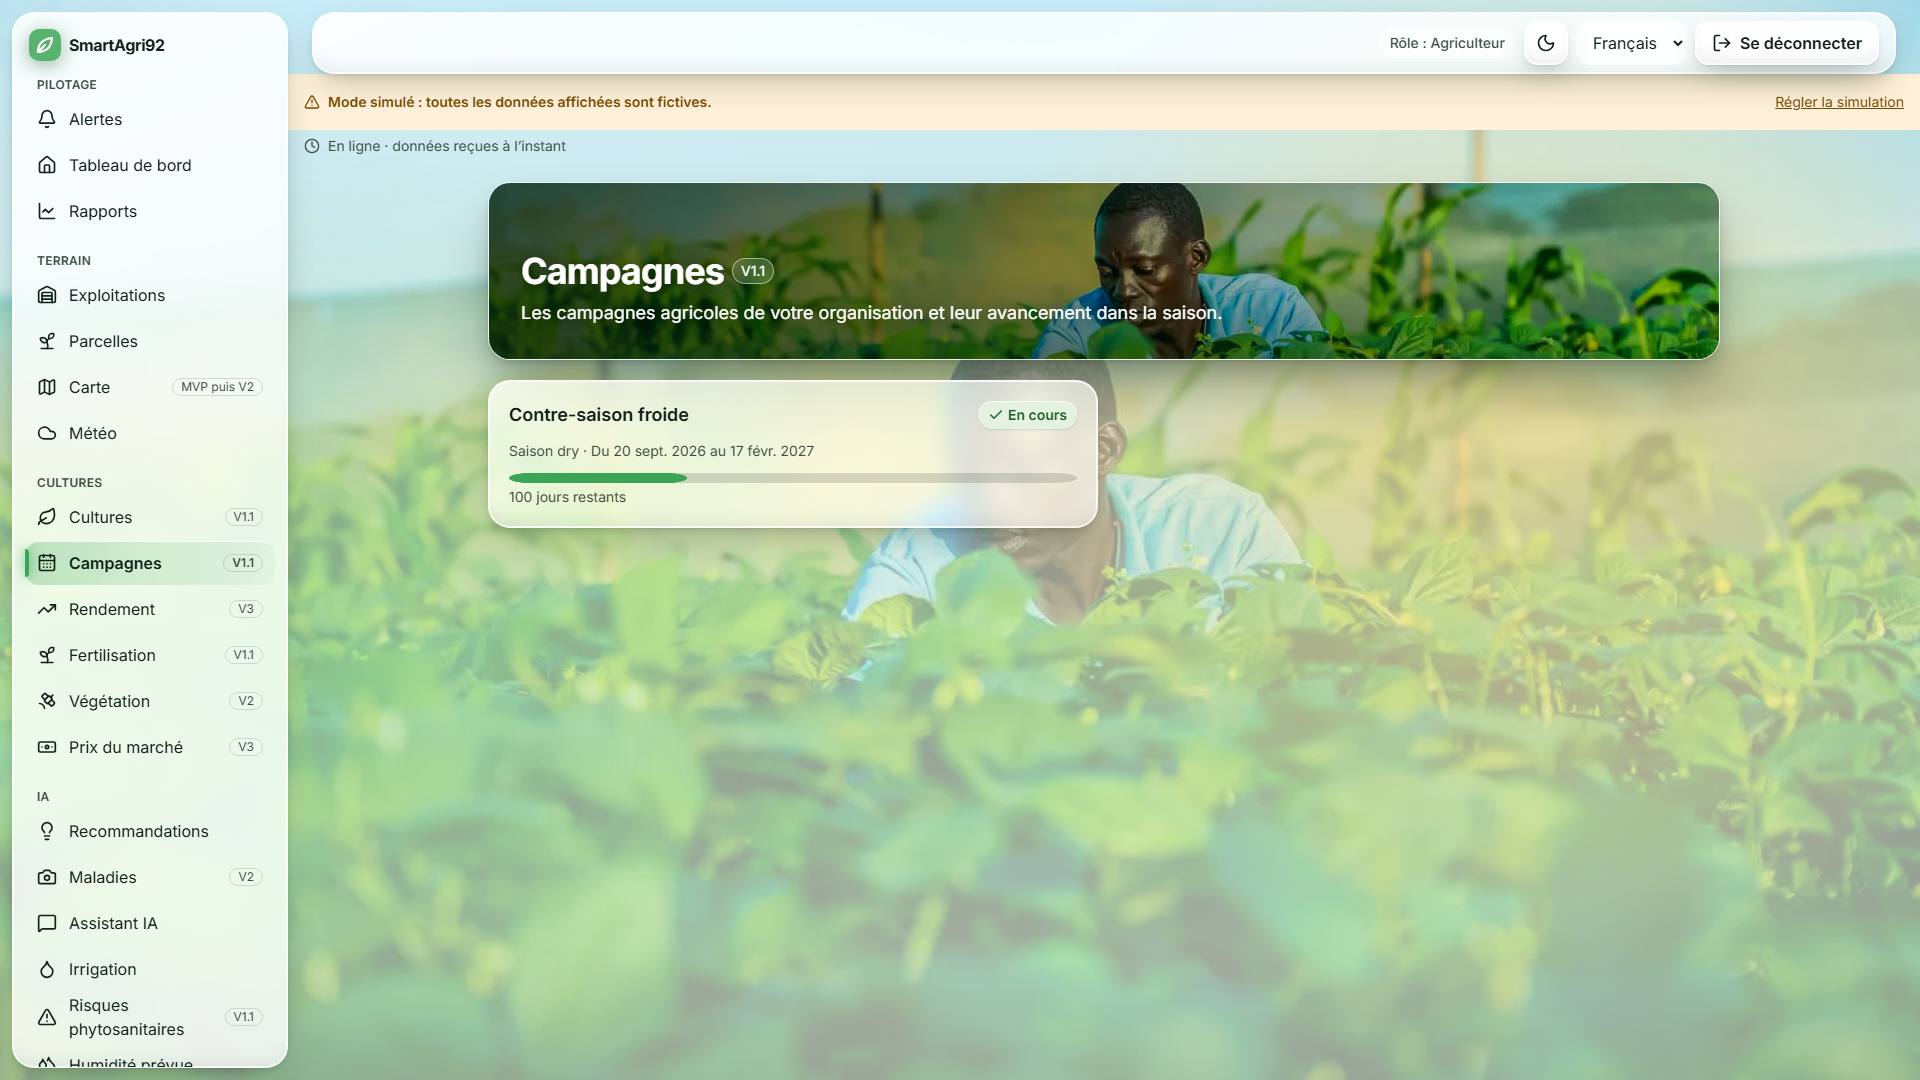 SmartAgri92
PILOTAGE
Alertes
Tableau de bord
Rapports
TERRAIN
Exploitations
Parcelles
Carte MVP puis V2
Météo
CULTURES
Cultures V1.1
Campagnes V1.1
Rendement V3
Fertilisation V1.1
Végétation V2
Prix du marché V3
IA
Recommandations
Maladies V2
Assistant IA
Irrigation
Risques
phytosanitaires V1.1
Humidité prévue
Rôle : Agriculteur
Français
Se déconnecter
Mode simulé : toutes les données affichées sont fictives.
Régler la simulation
En ligne · données reçues à l’instant
Campagnes V1.1
Les campagnes agricoles de votre organisation et leur avancement dans la saison.
Contre-saison froide
En cours
Saison dry · Du 20 sept. 2026 au 17 févr. 2027
100 jours restants